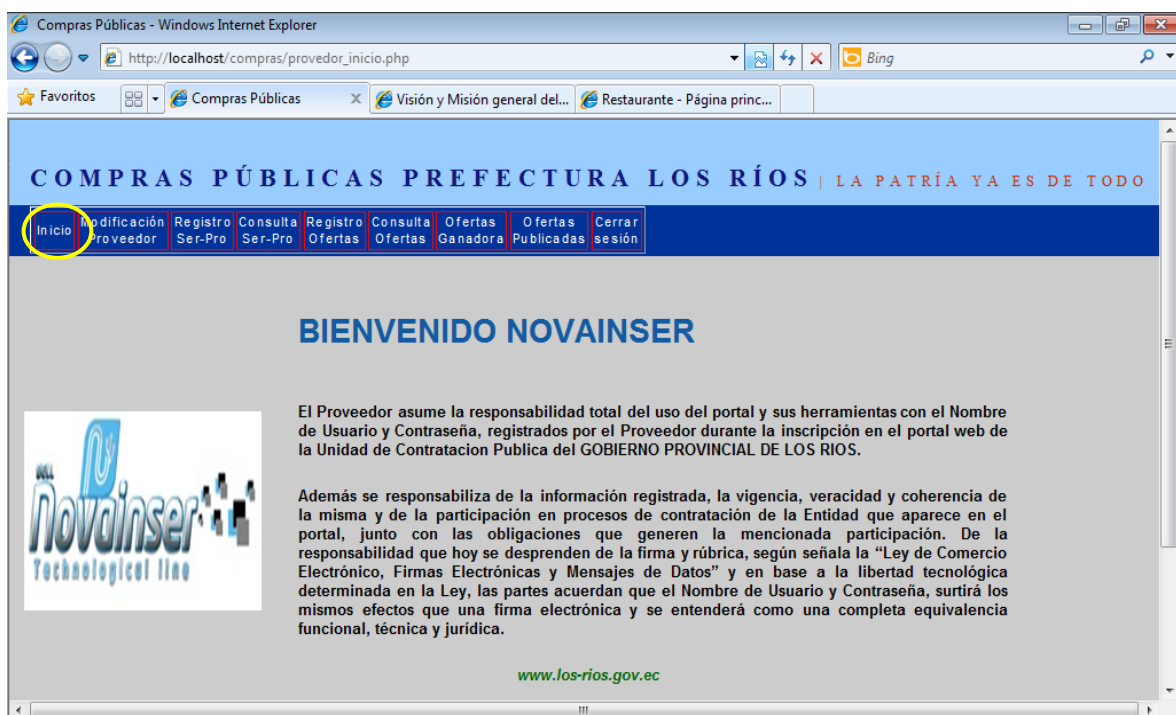 Compras Públicas - Windows Internet Explorer
http://localhost/compras/provedor_inicio.php
Bing
Favoritos
Compras Públicas
Visión y Misión general del...
Restaurante - Página princ...
COMPRAS PÚBLICAS PREFECTURA LOS RÍOS | LA PATRÍA YA ES DE TODO
Inicio
Modificación
Proveedor
Registro
Ser-Pro
Consulta
Ser-Pro
Registro
Ofertas
Consulta
Ofertas
Ofertas
Ganadora
Ofertas
Publicadas
Cerrar
sesión
BIENVENIDO NOVAINSER
Novainser
Technological line
El Proveedor asume la responsabilidad total del uso del portal y sus herramientas con el Nombre
de Usuario y Contraseña, registrados por el Proveedor durante la inscripción en el portal web de
la Unidad de Contratacion Publica del GOBIERNO PROVINCIAL DE LOS RIOS.
Además se responsabiliza de la información registrada, la vigencia, veracidad y coherencia de
la misma y de la participación en procesos de contratación de la Entidad que aparece en el
portal, junto con las obligaciones que generen la mencionada participación. De la
responsabilidad que hoy se desprenden de la firma y rúbrica, según señala la “Ley de Comercio
Electrónico, Firmas Electrónicas y Mensajes de Datos” y en base a la libertad tecnológica
determinada en la Ley, las partes acuerdan que el Nombre de Usuario y Contraseña, surtirá los
mismos efectos que una firma electrónica y se entenderá como una completa equivalencia
funcional, técnica y jurídica.
www.los-rios.gov.ec